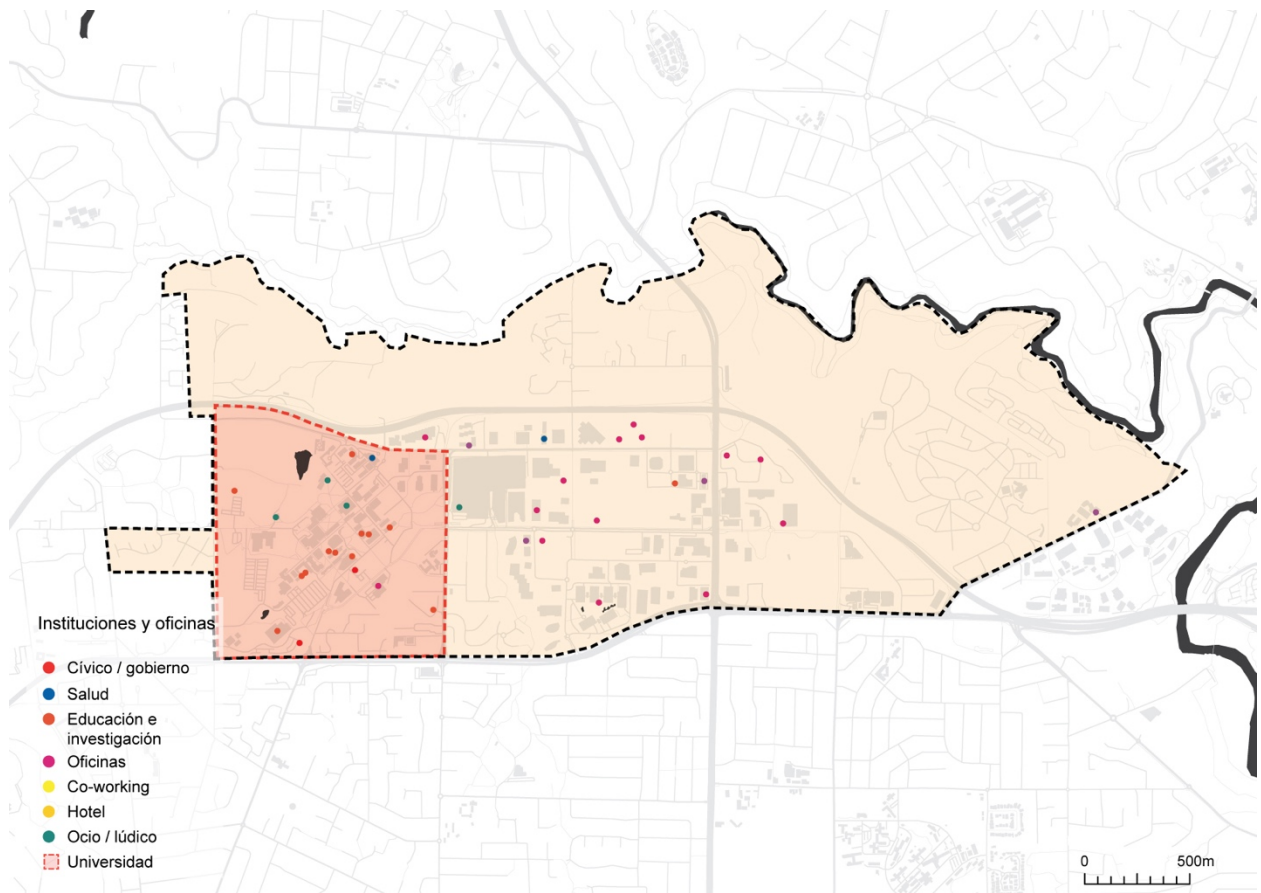 Instituciones y oficinas
Cívico / gobierno
Salud
Educación e
investigación
Oficinas
Co-working
Hotel
Ocio / lúdico
Universidad
0 500m